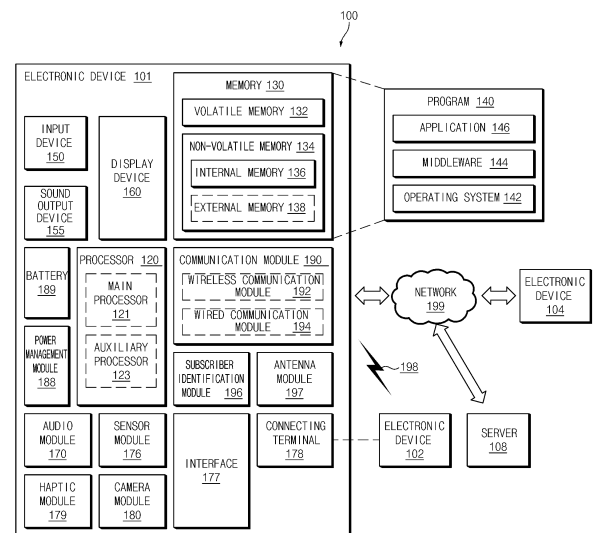 100
ELECTRONIC DEVICE 101
MEMORY 130
VOLATILE MEMORY 132
NON-VOLATILE MEMORY 134
INTERNAL MEMORY 136
EXTERNAL MEMORY 138
PROGRAM 140
APPLICATION 146
MIDDLEWARE 144
OPERATING SYSTEM 142
INPUT
DEVICE
150
DISPLAY
DEVICE
160
SOUND
OUTPUT
DEVICE
155
BATTERY
189
PROCESSOR 120
MAIN
PROCESSOR
121
AUXILIARY
PROCESSOR
123
COMMUNICATION MODULE 190
WIRELESS COMMUNICATION
MODULE 192
WIRED COMMUNICATION
MODULE 194
NETWORK
199
ELECTRONIC
DEVICE
104
POWER
MANAGEMENT
MODULE
188
SUBSCRIBER
IDENTIFICATION
MODULE 196
ANTENNA
MODULE
197
198
AUDIO
MODULE
170
SENSOR
MODULE
176
INTERFACE
177
CONNECTING
TERMINAL
178
ELECTRONIC
DEVICE
102
SERVER
108
HAPTIC
MODULE
179
CAMERA
MODULE
180